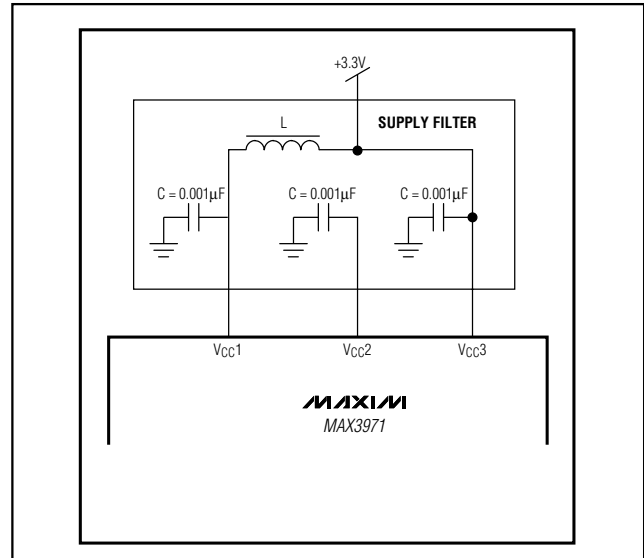 +3.3V
L
SUPPLY FILTER
C = 0.001μF
C = 0.001μF
C = 0.001μF
VCC1
VCC2
VCC3
MAXIM
MAX3971